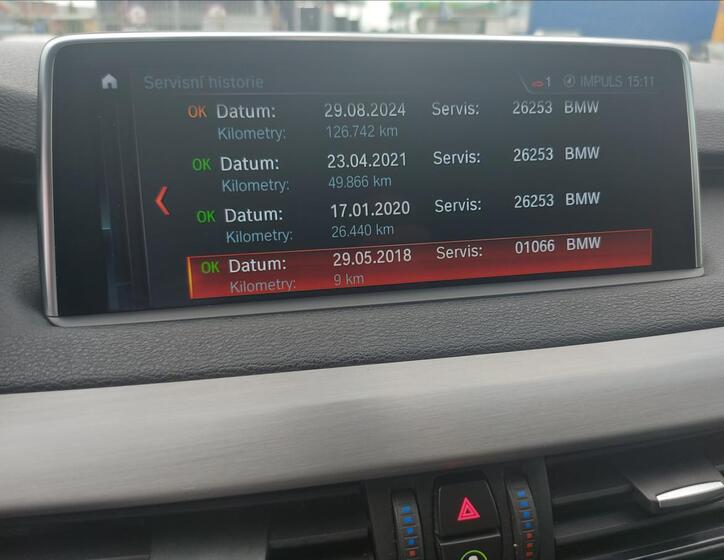 Servisní historie 1 IMPULS 15:11
OK Datum: 29.08.2024 Servis: 26253 BMW
Kilometry: 126.742 km
OK Datum: 23.04.2021 Servis: 26253 BMW
Kilometry: 49.866 km
OK Datum: 17.01.2020 Servis: 26253 BMW
Kilometry: 26.440 km
OK Datum: 29.05.2018 Servis: 01066 BMW
Kilometry: 9 km